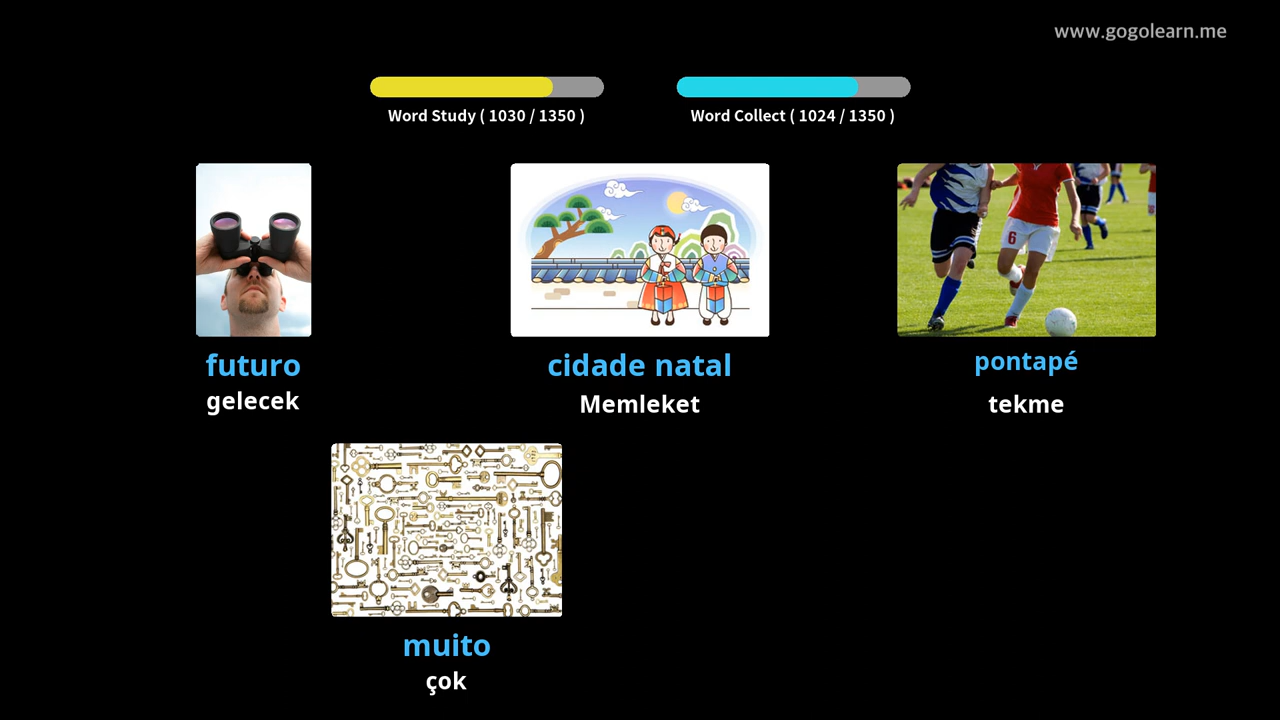 www.gogolearn.me
Word Study ( 1030 / 1350 )
Word Collect ( 1024 / 1350 )
futuro
gelecek
cidade natal
Memleket
6
pontapé
tekme
muito
çok